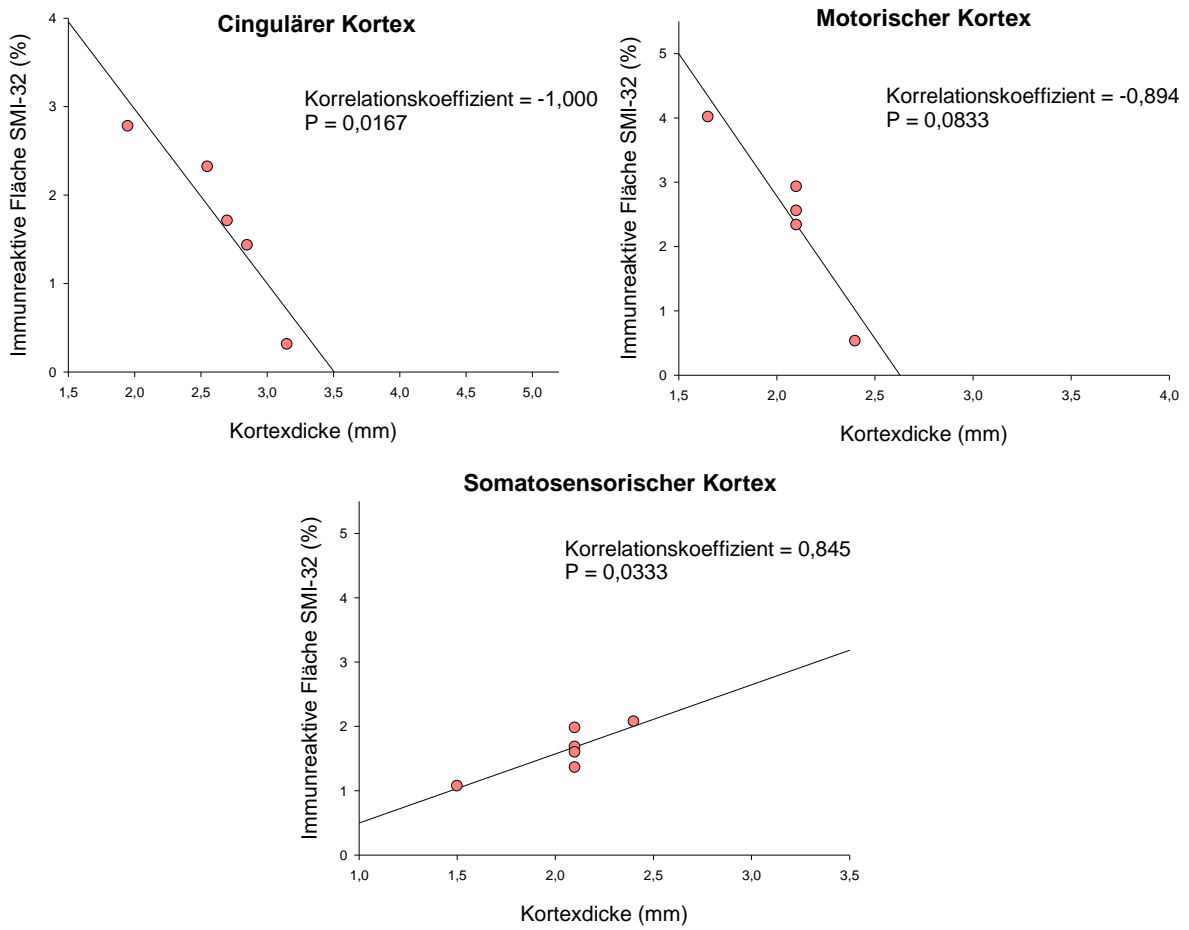 Cingulärer Kortex
Korrelationskoeffizient = -1,000
P = 0,0167
Immunreaktive Fläche SMI-32 (%)
4
3
2
1
0
1,5 2,0 2,5 3,0 3,5 4,0 4,5 5,0
Kortexdicke (mm)
Motorischer Kortex
Korrelationskoeffizient = -0,894
P = 0,0833
Immunreaktive Fläche SMI-32 (%)
5
4
3
2
1
0
1,5 2,0 2,5 3,0 3,5 4,0
Kortexdicke (mm)
Somatosensorischer Kortex
Korrelationskoeffizient = 0,845
P = 0,0333
Immunreaktive Fläche SMI-32 (%)
5
4
3
2
1
0
1,0 1,5 2,0 2,5 3,0 3,5
Kortexdicke (mm)